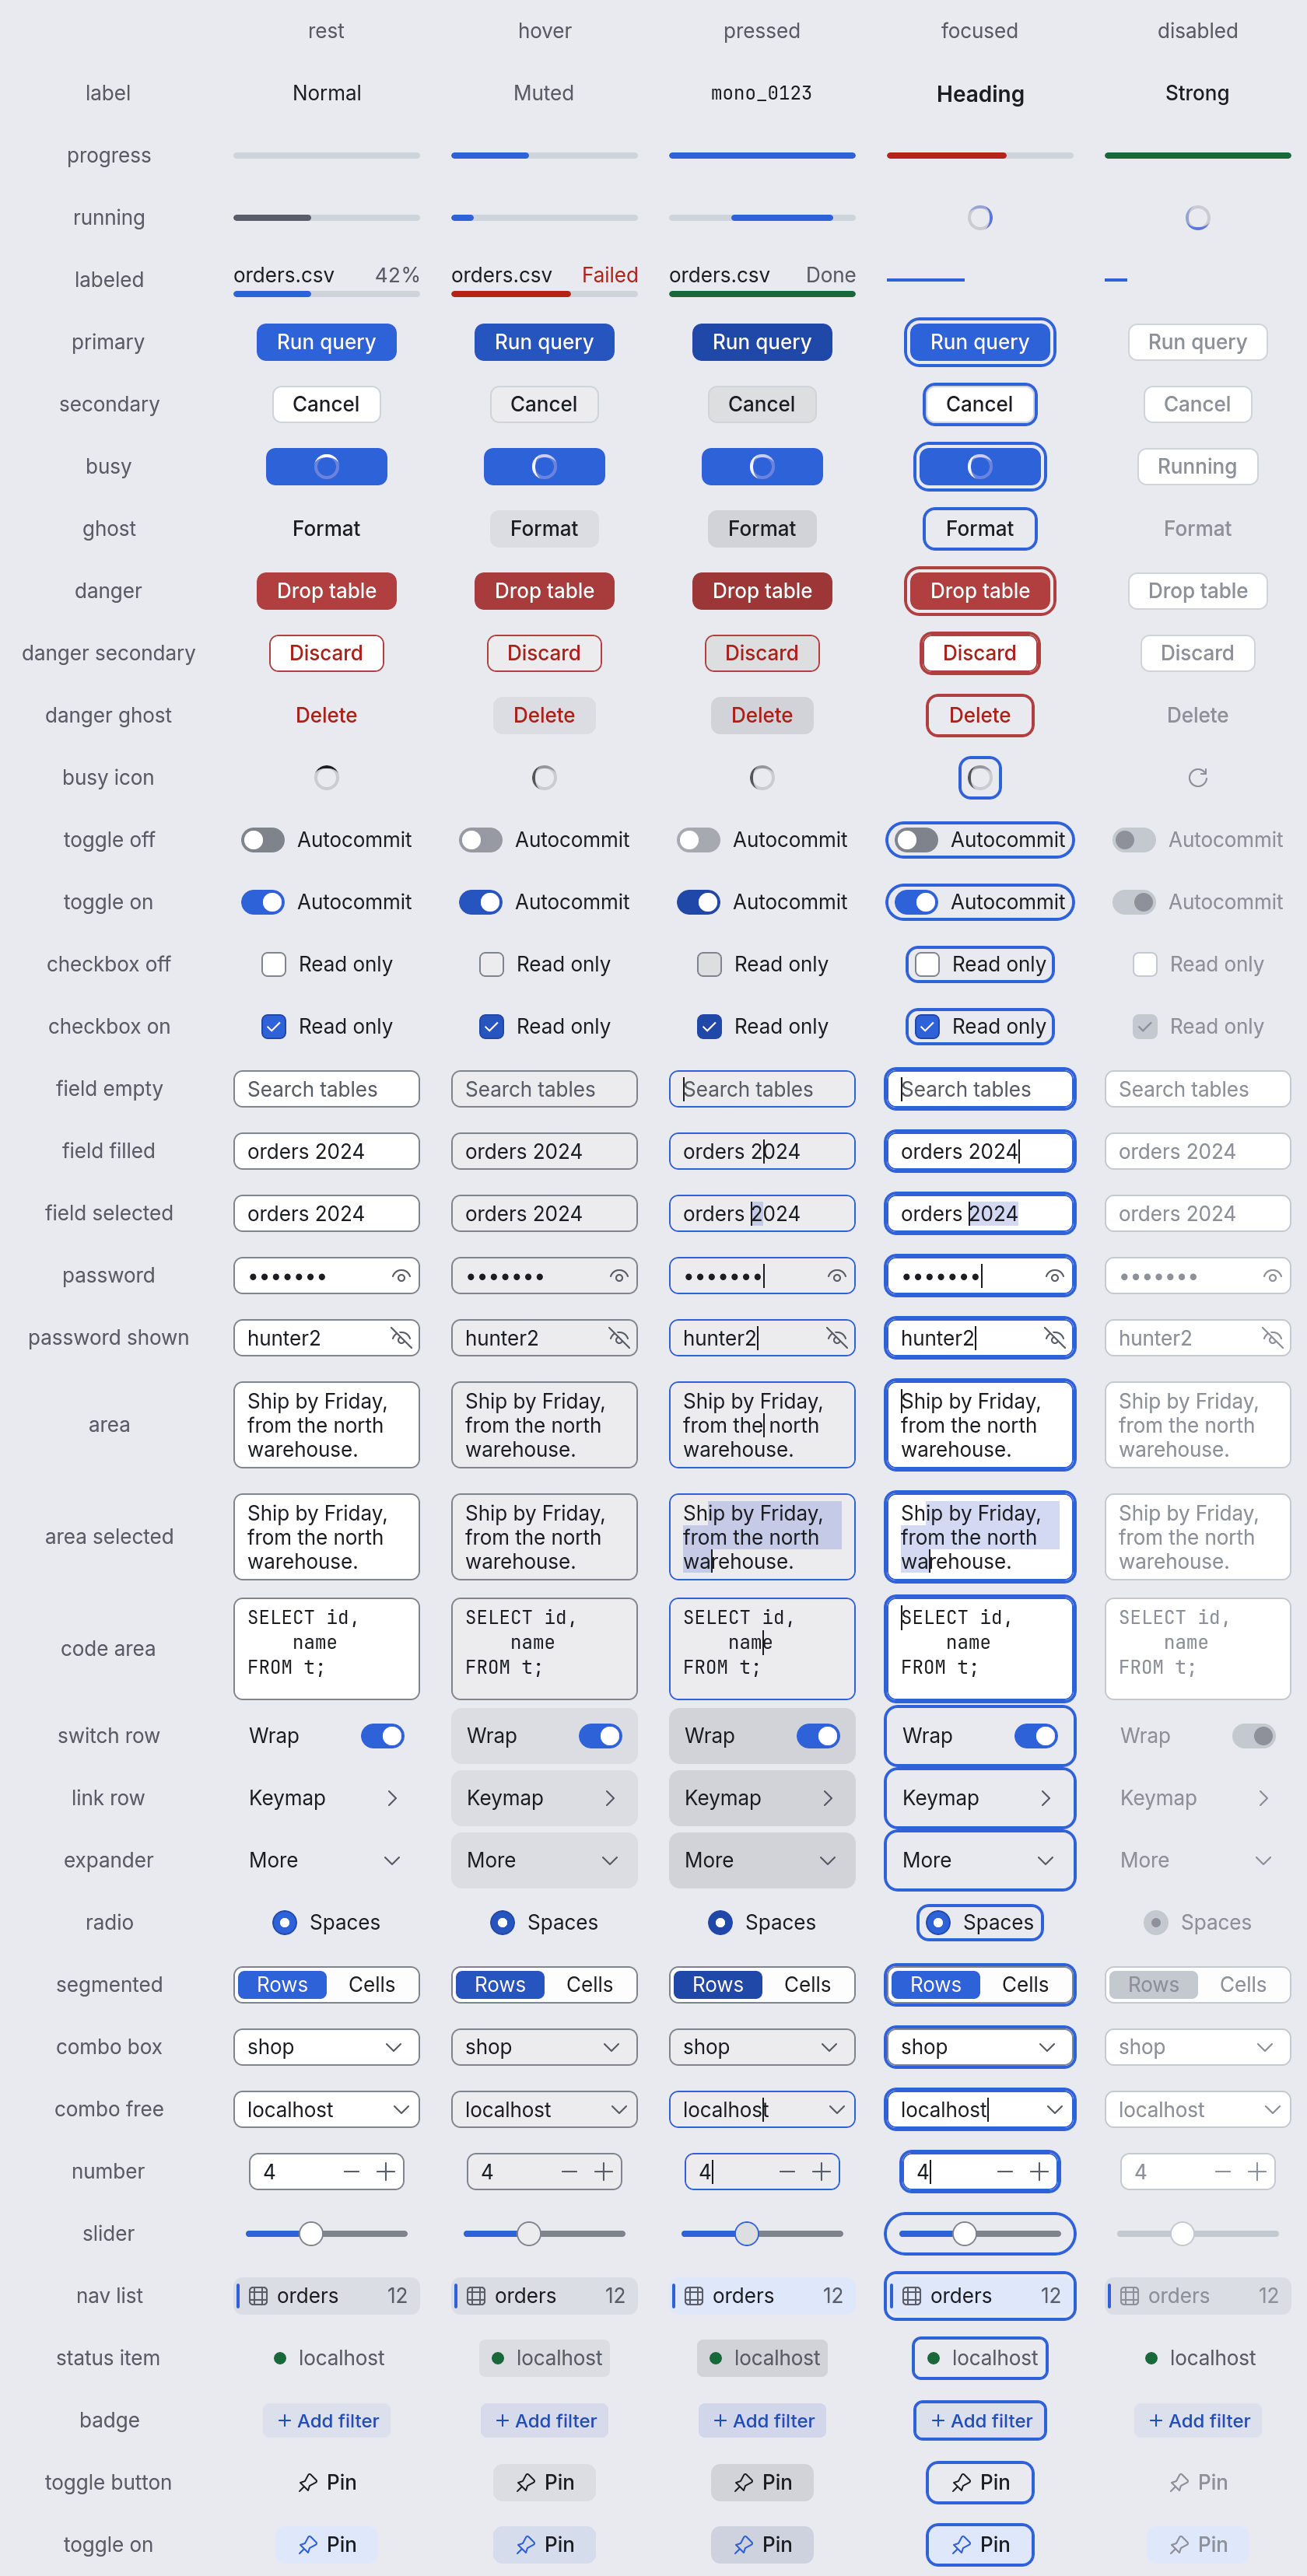 rest hover pressed focused disabled
label Normal Muted mono_0123 Heading Strong
progress
running
labeled orders.csv 42% orders.csv Failed orders.csv Done
primary Run query Run query Run query Run query Run query
secondary Cancel Cancel Cancel Cancel Cancel
busy Running
ghost Format Format Format Format Format
danger Drop table Drop table Drop table Drop table Drop table
danger secondary Discard Discard Discard Discard Discard
danger ghost Delete Delete Delete Delete Delete
busy icon
toggle off Autocommit Autocommit Autocommit Autocommit Autocommit
toggle on Autocommit Autocommit Autocommit Autocommit Autocommit
checkbox off Read only Read only Read only Read only Read only
checkbox on Read only Read only Read only Read only Read only
field empty Search tables Search tables Search tables Search tables Search tables
field filled orders 2024 orders 2024 orders 2024 orders 2024 orders 2024
field selected orders 2024 orders 2024 orders 2024 orders 2024 orders 2024
password ••••••• ••••••• ••••••• ••••••• •••••••
password shown hunter2 hunter2 hunter2 hunter2 hunter2
Ship by Friday, Ship by Friday, Ship by Friday, Ship by Friday, Ship by Friday,
area from the north from the north from the north from the north from the north
warehouse. warehouse. warehouse. warehouse. warehouse.
Ship by Friday, Ship by Friday, Ship by Friday, Ship by Friday, Ship by Friday,
area selected from the north from the north from the north from the north from the north
warehouse. warehouse. warehouse. warehouse. warehouse.
SELECT id, SELECT id, SELECT id, SELECT id, SELECT id,
code area name name name name name
FROM t; FROM t; FROM t; FROM t; FROM t;
switch row Wrap Wrap Wrap Wrap Wrap
link row Keymap Keymap Keymap Keymap Keymap
expander More More More More More
radio Spaces Spaces Spaces Spaces Spaces
segmented Rows Cells Rows Cells Rows Cells Rows Cells Rows Cells
combo box shop shop shop shop shop
combo free localhost localhost localhost localhost localhost
number 4 4 4 4 4
slider
nav list orders 12 orders 12 orders 12 orders 12 orders 12
status item localhost localhost localhost localhost localhost
badge + Add filter + Add filter + Add filter + Add filter + Add filter
toggle button Pin Pin Pin Pin Pin
toggle on Pin Pin Pin Pin Pin